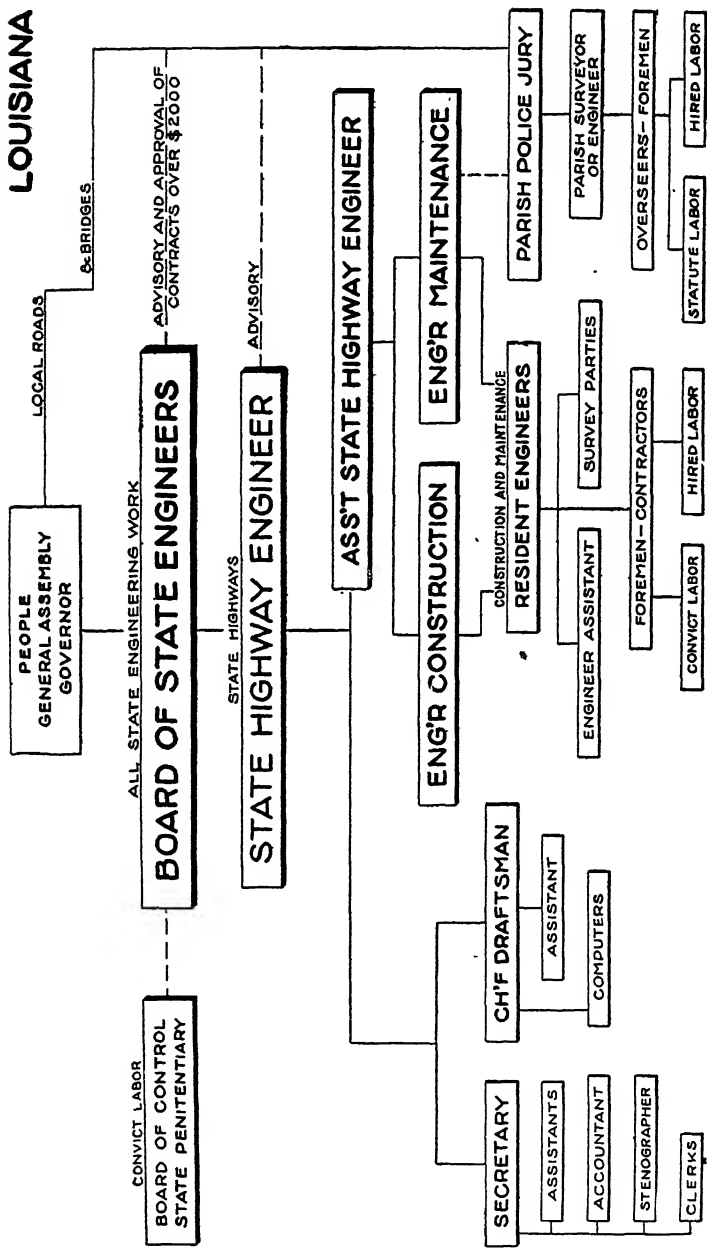 LOUISIANA
PEOPLE
GENERAL ASSEMBLY
GOVERNOR
LOCAL ROADS
& BRIDGES
ALL STATE ENGINEERING WORK
BOARD OF STATE ENGINEERS
ADVISORY AND APPROVAL OF
CONTRACTS OVER $2000
CONVICT LABOR
BOARD OF CONTROL
STATE PENITENTIARY
STATE HIGHWAYS
STATE HIGHWAY ENGINEER
ADVISORY
ASS'T STATE HIGHWAY ENGINEER
ENG'R CONSTRUCTION
ENG'R MAINTENANCE
SECRETARY
ASSISTANTS
ACCOUNTANT
STENOGRAPHER
CLERKS
CH'F DRAFTSMAN
ASSISTANT
COMPUTERS
CONSTRUCTION AND MAINTENANCE
RESIDENT ENGINEERS
ENGINEER ASSISTANT
SURVEY PARTIES
FOREMEN-CONTRACTORS
CONVICT LABOR
HIRED LABOR
PARISH POLICE JURY
PARISH SURVEYOR
OR ENGINEER
OVERSEERS-FOREMEN
STATUTE LABOR
HIRED LABOR